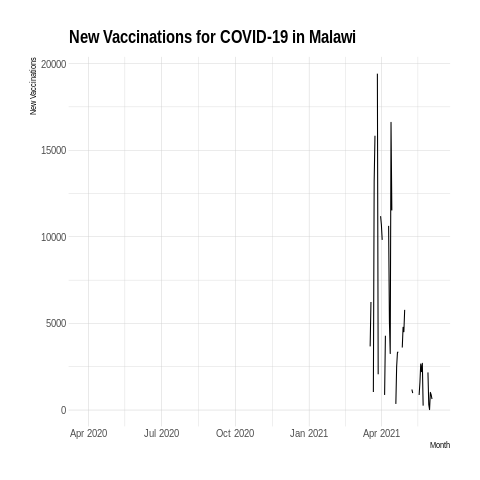 New Vaccinations for COVID-19 in Malawi
New Vaccinations
20000
15000
10000
5000
0
Apr 2020 Jul 2020 Oct 2020 Jan 2021 Apr 2021
Month